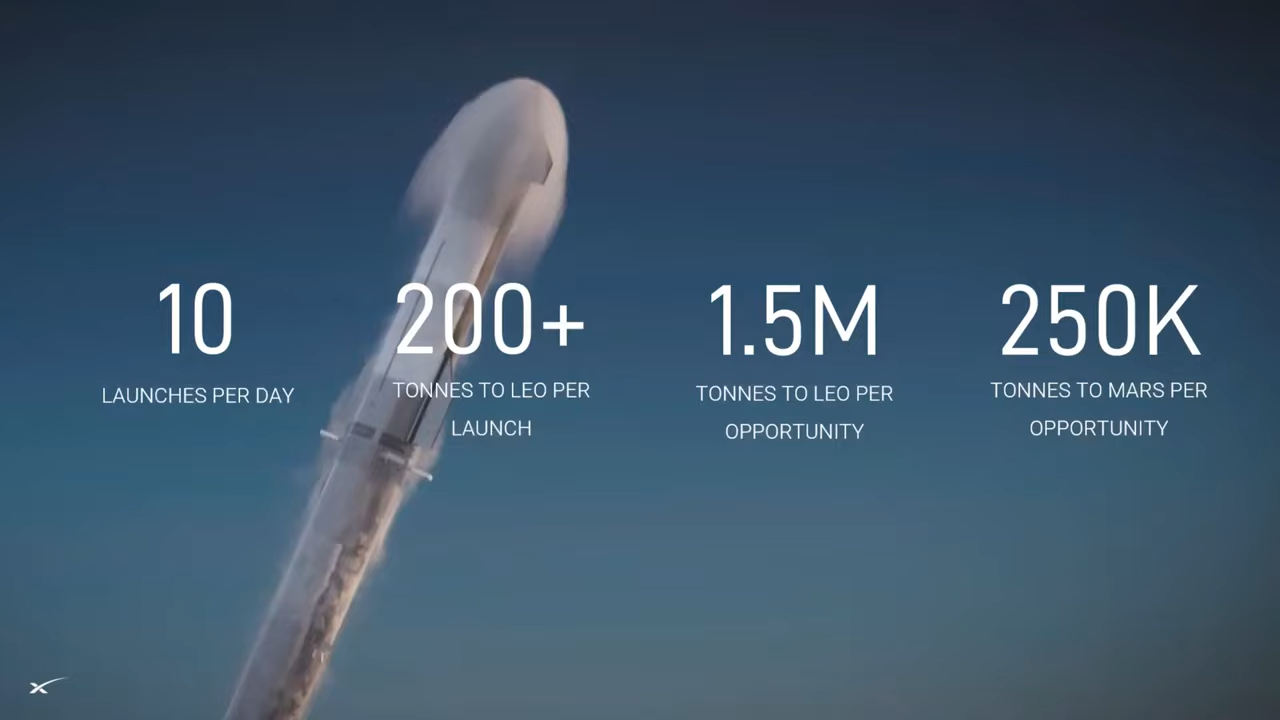 10
LAUNCHES PER DAY
200+
TONNES TO LEO PER
LAUNCH
1.5M
TONNES TO LEO PER
OPPORTUNITY
250K
TONNES TO MARS PER
OPPORTUNITY